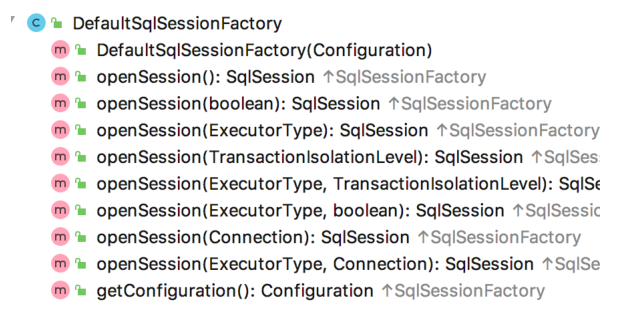 DefaultSqlSessionFactory
DefaultSqlSessionFactory(Configuration)
openSession(): SqlSession ↑SqlSessionFactory
openSession(boolean): SqlSession ↑SqlSessionFactory
openSession(ExecutorType): SqlSession ↑SqlSessionFactory
openSession(TransactionIsolationLevel): SqlSession ↑SqlSes
openSession(ExecutorType, TransactionIsolationLevel): SqlSe
openSession(ExecutorType, boolean): SqlSession ↑SqlSessio
openSession(Connection): SqlSession ↑SqlSessionFactory
openSession(ExecutorType, Connection): SqlSession ↑SqlSe
getConfiguration(): Configuration ↑SqlSessionFactory